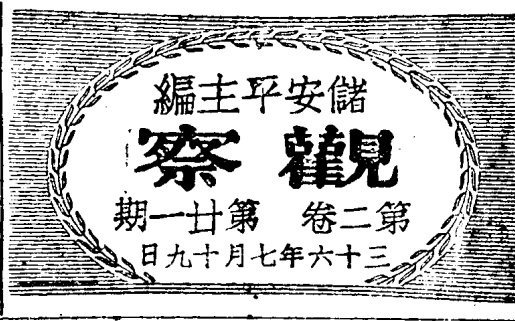 儲安平主編
觀察
第二卷 第廿一期
三十六年七月十九日